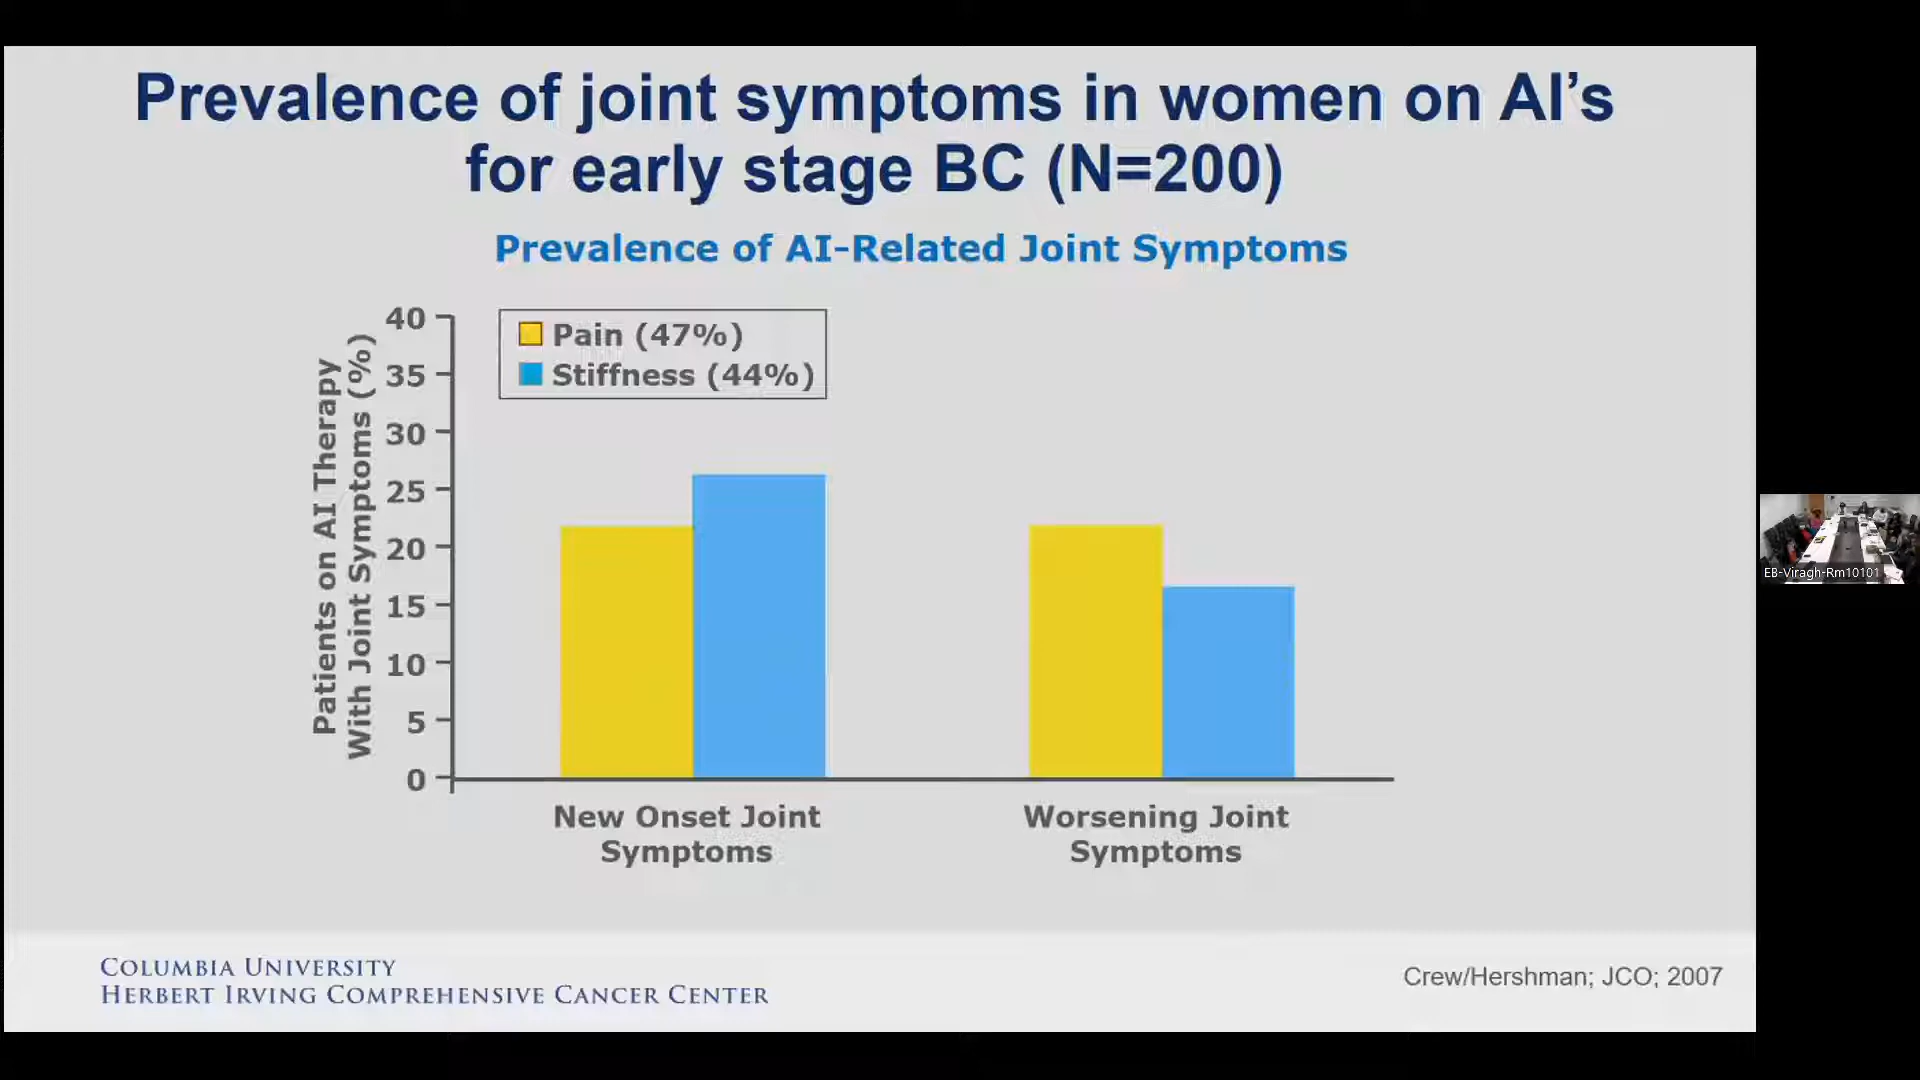 Prevalence of joint symptoms in women on AI’s
for early stage BC (N=200)
Prevalence of AI-Related Joint Symptoms
Patients on AI Therapy
With Joint Symptoms (%)
40
35
30
25
20
15
10
5
0
Pain (47%)
Stiffness (44%)
New Onset Joint
Symptoms
Worsening Joint
Symptoms
COLUMBIA UNIVERSITY
HERBERT IRVING COMPREHENSIVE CANCER CENTER
Crew/Hershman; JCO; 2007
EB-Viragh-Rm10101